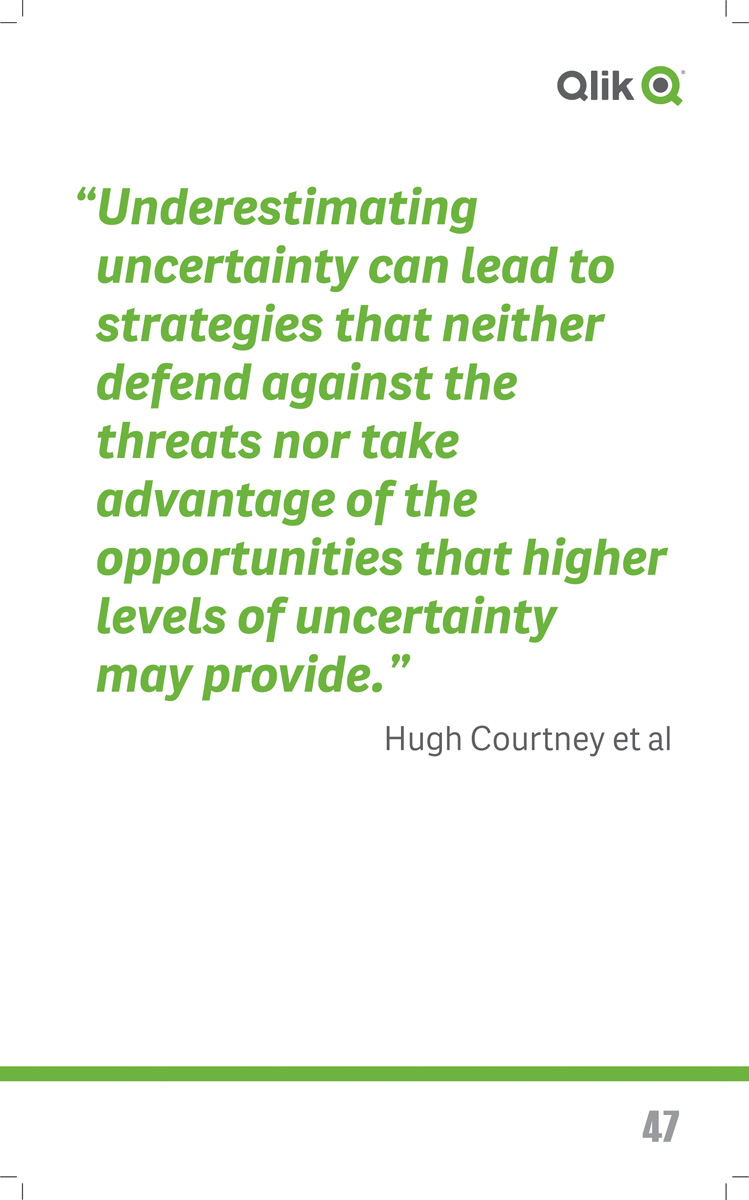 Qlik
“Underestimating
uncertainty can lead to
strategies that neither
defend against the
threats nor take
advantage of the
opportunities that higher
levels of uncertainty
may provide.”
Hugh Courtney et al
47